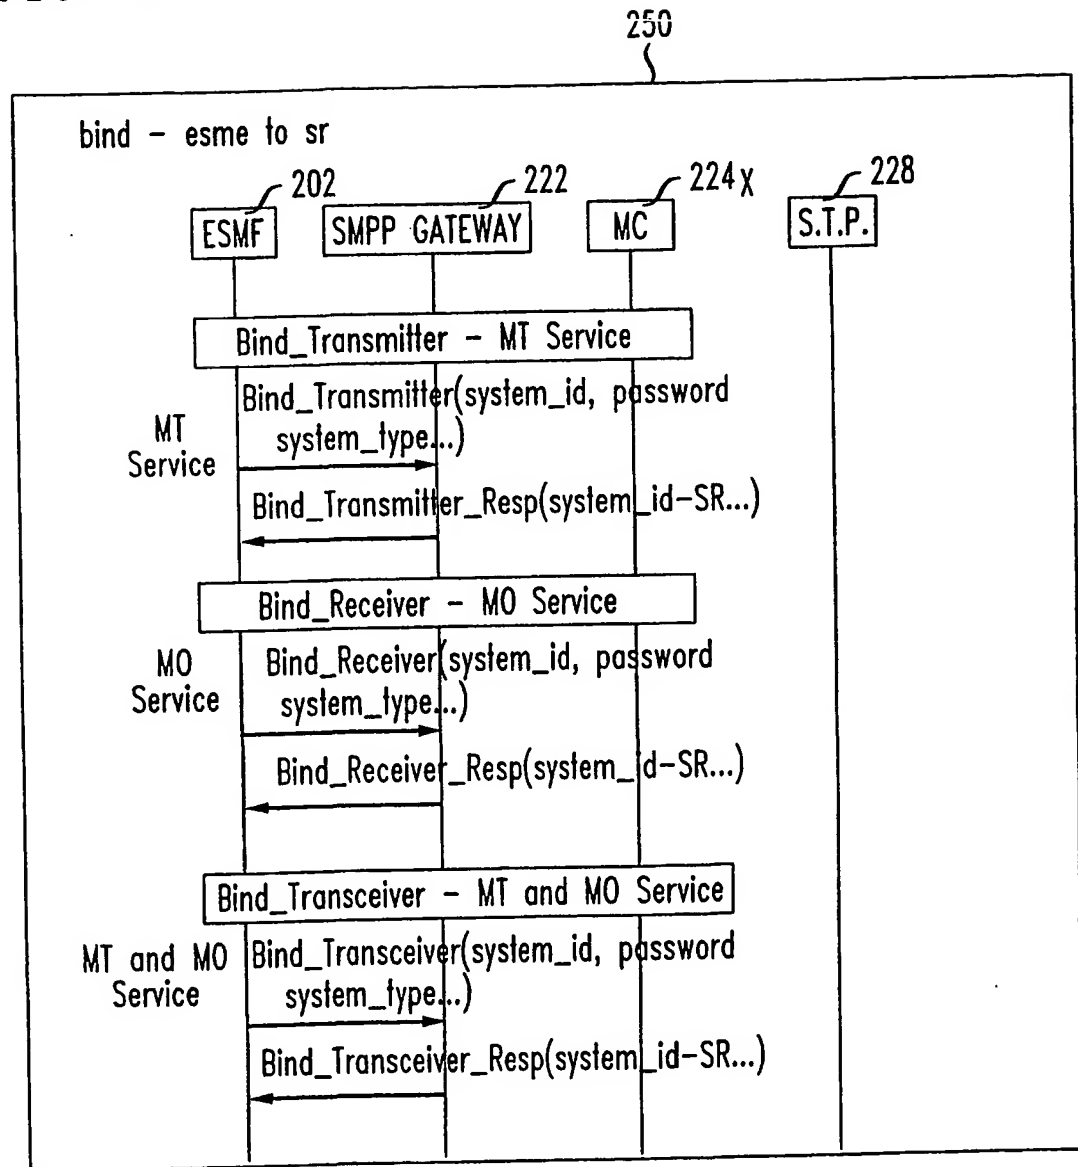 250
bind – esme to sr
202
222
224X
228
ESMF
SMPP GATEWAY
MC
S.T.P.
Bind_Transmitter – MT Service
Bind_Transmitter(system_id, password
system_type...)
MT
Service
Bind_Transmitter_Resp(system_id-SR...)
Bind_Receiver – MO Service
Bind_Receiver(system_id, password
system_type...)
MO
Service
Bind_Receiver_Resp(system_id-SR...)
Bind_Transceiver – MT and MO Service
Bind_Transceiver(system_id, password
system_type...)
MT and MO
Service
Bind_Transceiver_Resp(system_id-SR...)